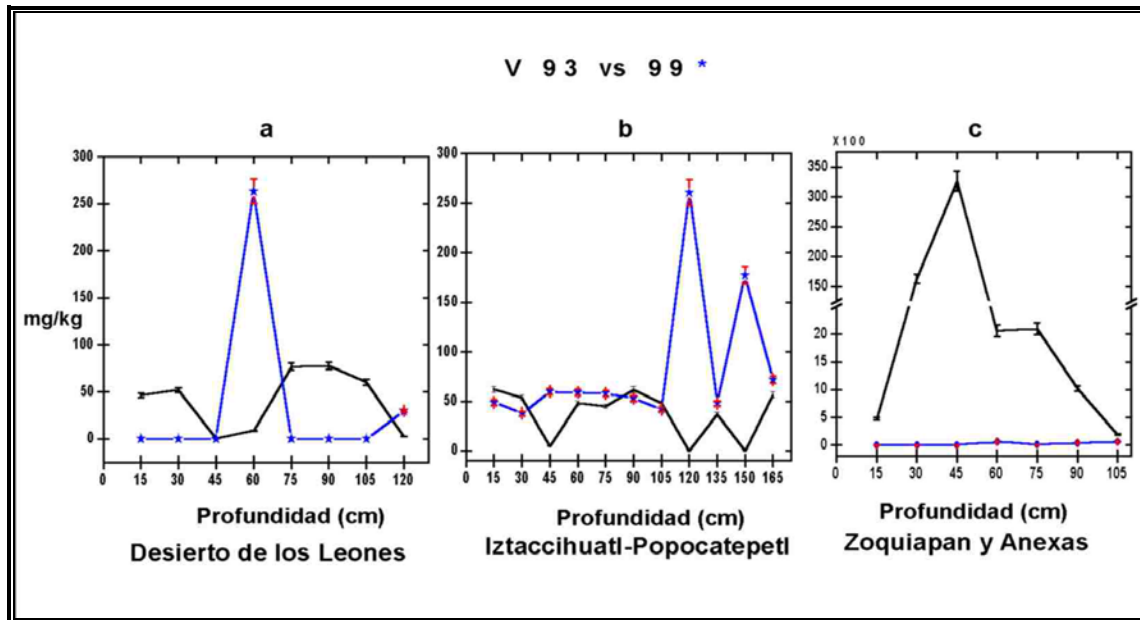 V 93 vs 99 *
a
b
c
X100
300
250
200
150
100
50
0
mg/kg
0 15 30 45 60 75 90 105 120
Profundidad (cm)
Desierto de los Leones
300
250
200
150
100
50
0
0 15 30 45 60 75 90 105 120 135 150 165
Profundidad (cm)
Iztaccihuatl-Popocatepetl
350
300
250
200
150
100
20
15
10
5
0
0 15 30 45 60 75 90 105
Profundidad (cm)
Zoquiapan y Anexas